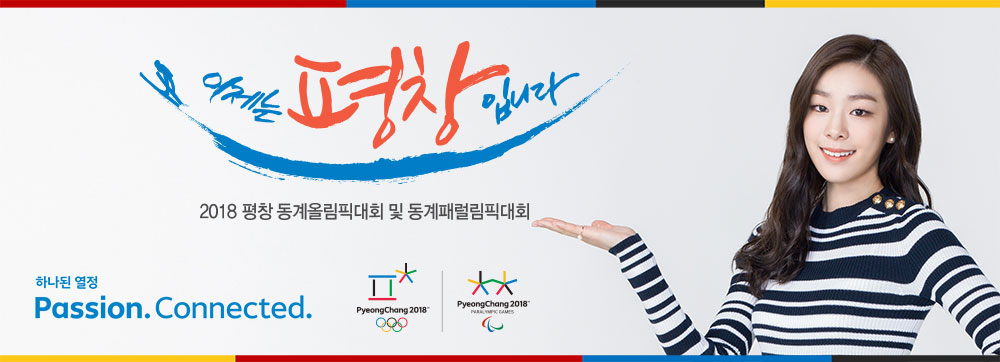 이제는 평창입니다
2018 평창 동계올림픽대회 및 동계패럴림픽대회
하나된 열정
Passion. Connected.
PyeongChang 2018™
PyeongChang 2018™
PARALYMPIC GAMES